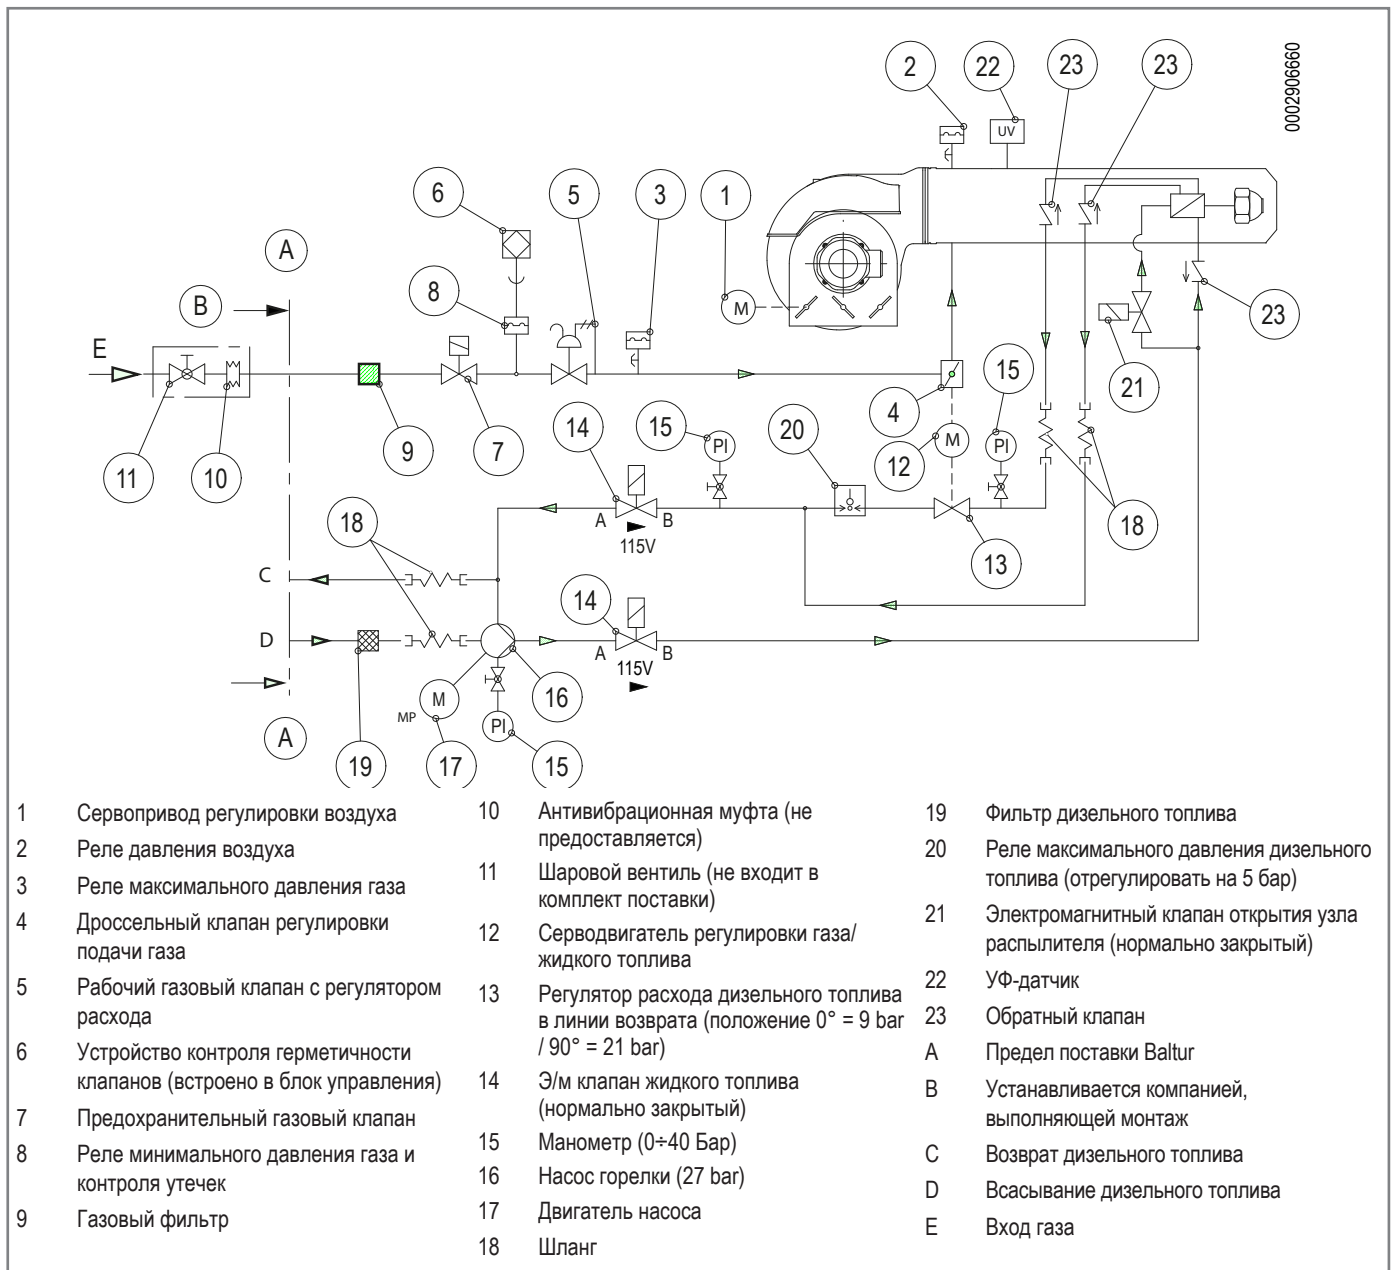 2
22
23
23
0002906660
UV
6
5
3
1
A
8
M
B
23
E
21
15
4
14
15
20
PI
12
M
PI
11
10
9
7
A
B
115V
18
18
13
C
14
D
A
B
115V
16
M
MP
PI
A
19
17
15
1 Сервопривод регулировки воздуха
2 Реле давления воздуха
3 Реле максимального давления газа
4 Дроссельный клапан регулировки
подачи газа
5 Рабочий газовый клапан с регулятором
расхода
6 Устройство контроля герметичности
клапанов (встроено в блок управления)
7 Предохранительный газовый клапан
8 Реле минимального давления газа и
контроля утечек
9 Газовый фильтр
10 Антивибрационная муфта (не
предоставляется)
11 Шаровой вентиль (не входит в
комплект поставки)
12 Серводвигатель регулировки газа/
жидкого топлива
13 Регулятор расхода дизельного топлива
в линии возврата (положение 0° = 9 bar
/ 90° = 21 bar)
14 Э/м клапан жидкого топлива
(нормально закрытый)
15 Манометр (0÷40 Бар)
16 Насос горелки (27 bar)
17 Двигатель насоса
18 Шланг
19 Фильтр дизельного топлива
20 Реле максимального давления дизельного
топлива (отрегулировать на 5 бар)
21 Электромагнитный клапан открытия узла
распылителя (нормально закрытый)
22 УФ-датчик
23 Обратный клапан
A Предел поставки Baltur
B Устанавливается компанией,
выполняющей монтаж
C Возврат дизельного топлива
D Всасывание дизельного топлива
E Вход газа